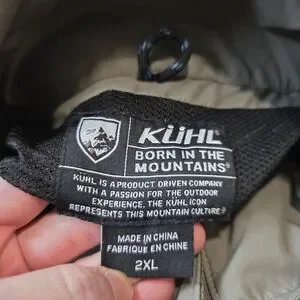 KÜHL®
BORN IN THE
MOUNTAINS®
KÜHL IS A PRODUCT DRIVEN COMPANY
WITH A PASSION FOR THE OUTDOOR
EXPERIENCE. THE KÜHL ICON
REPRESENTS THIS MOUNTAIN CULTURE®
MADE IN CHINA
FABRIQUE EN CHINE
2XL